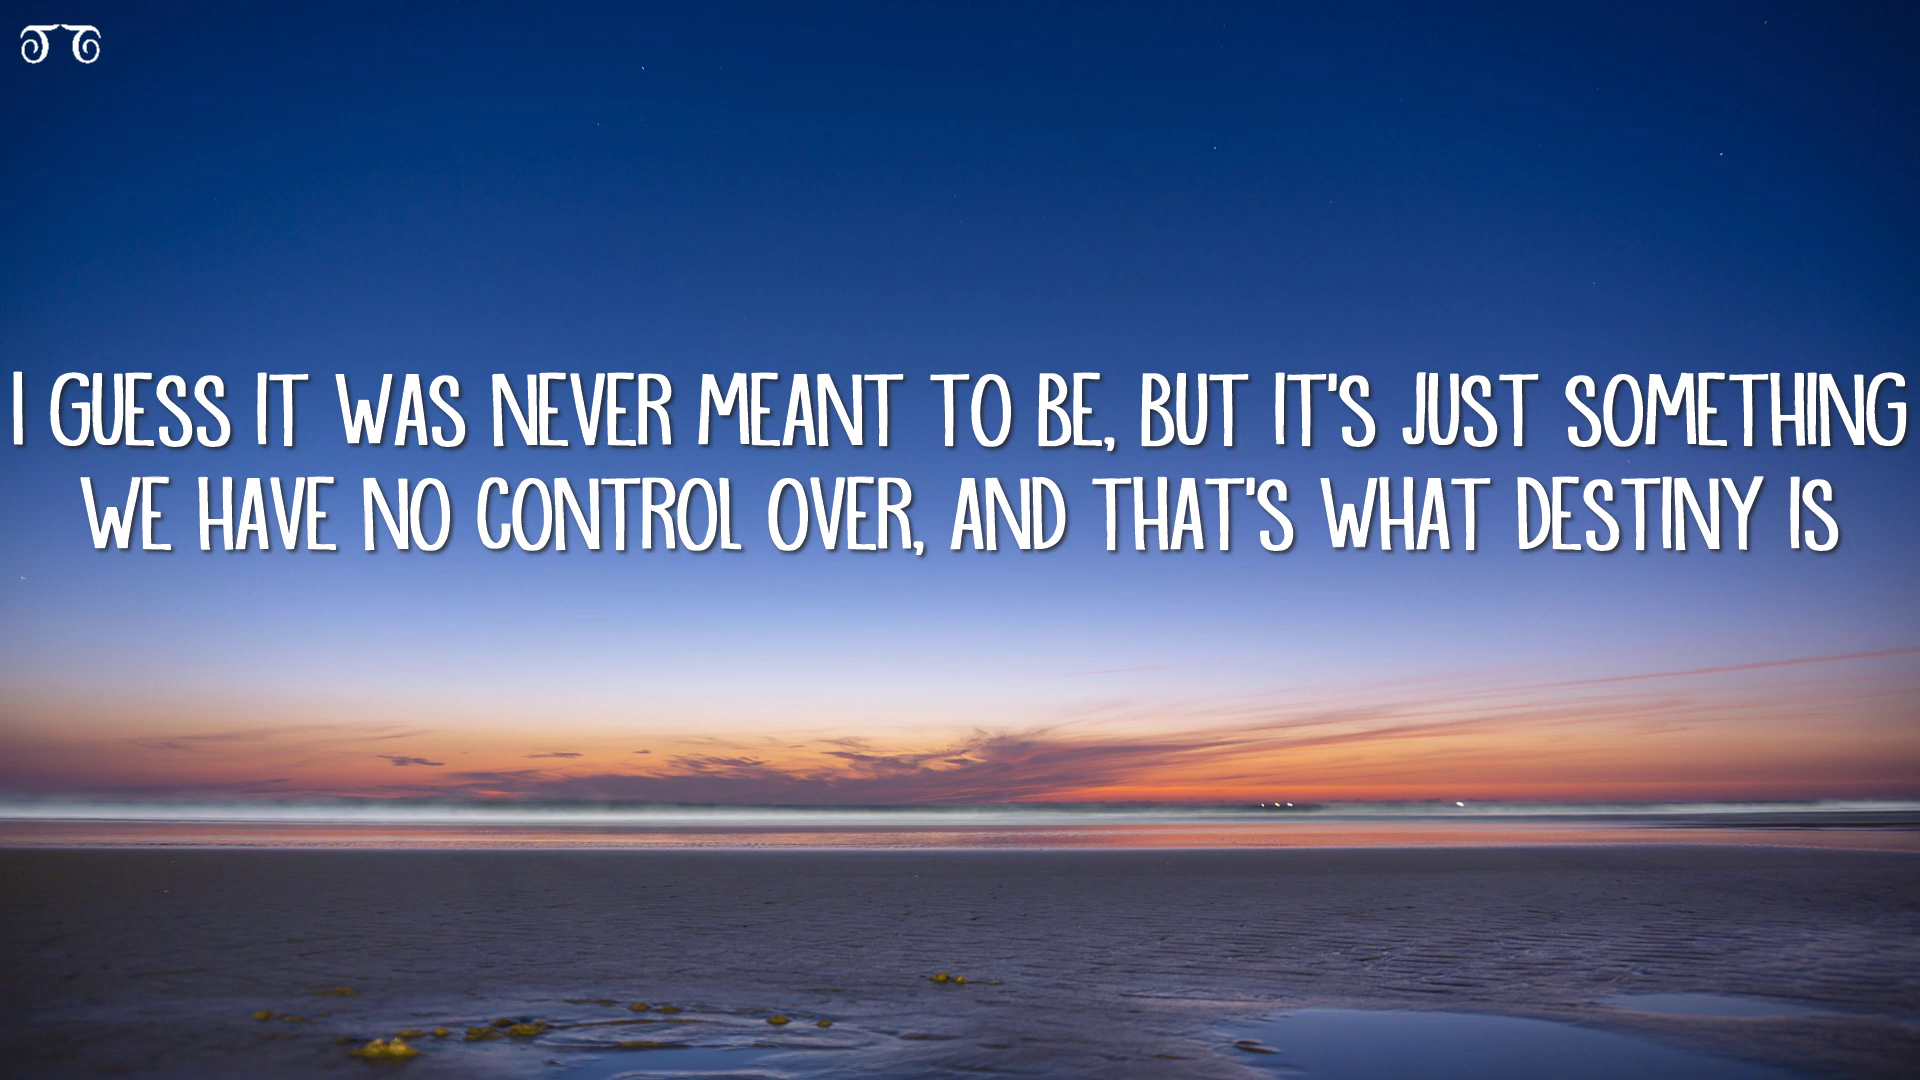 I GUESS IT WAS NEVER MEANT TO BE, BUT IT'S JUST SOMETHING
WE HAVE NO CONTROL OVER, AND THAT'S WHAT DESTINY IS